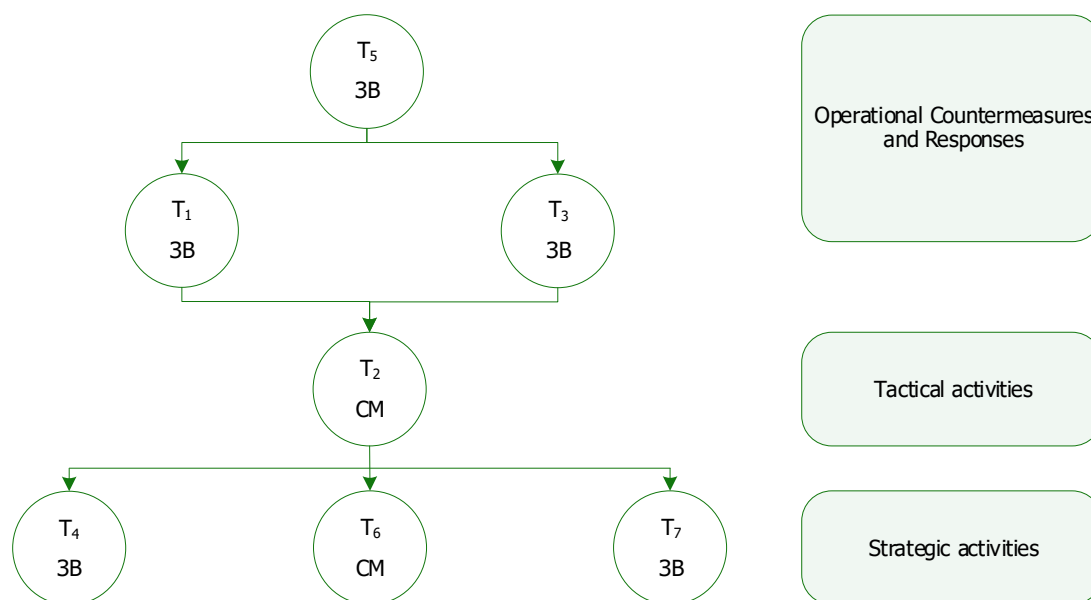 T₅
3B
Operational Countermeasures
and Responses
T₁
3B
T₃
3B
T₂
CM
Tactical activities
T₄
3B
T₆
CM
T₇
3B
Strategic activities